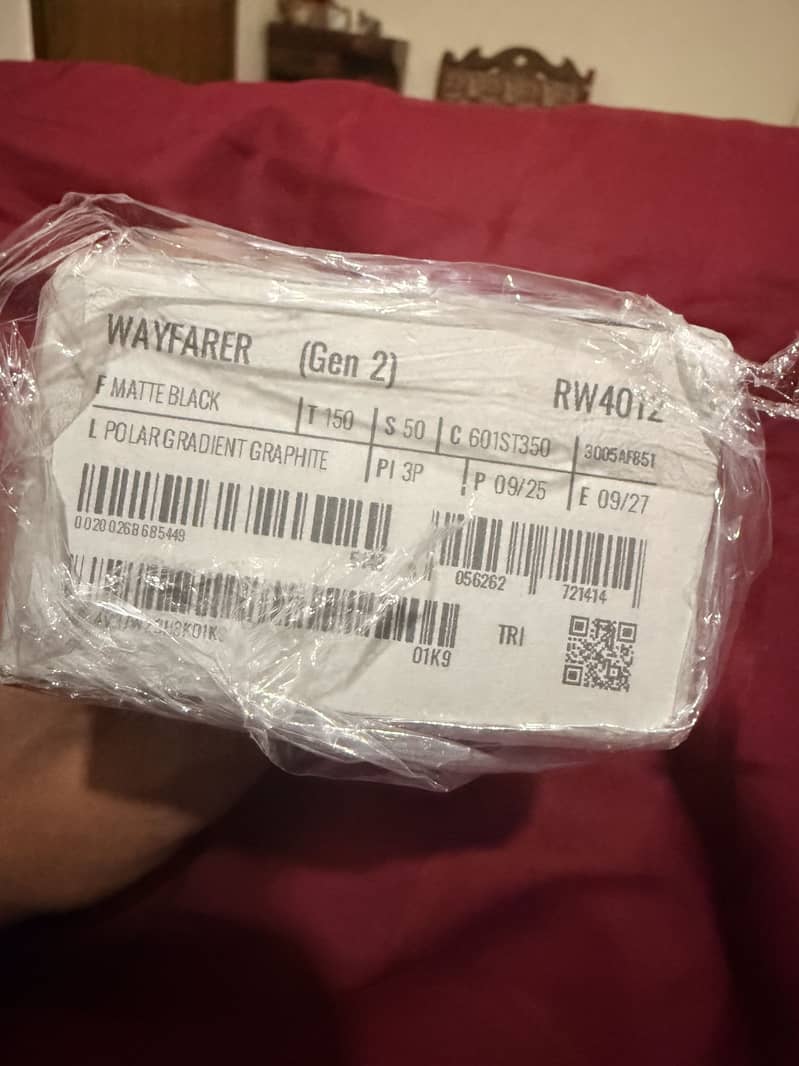 WAYFARER (Gen 2) RW4012
F MATTE BLACK T 150 S 50 C 601ST350 3005AF851
L POLAR GRADIENT GRAPHITE PI 3P P 09/25 E 09/27
00200268685449
056262 721414
01K9 TRI